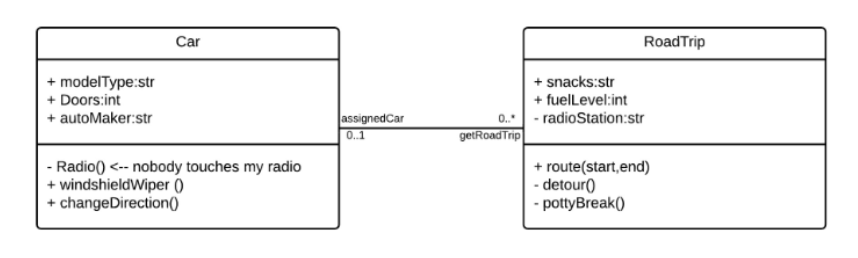 Car
+ modelType:str
+ Doors:int
+ autoMaker:str
- Radio() <-- nobody touches my radio
+ windshieldWiper ()
+ changeDirection()
assignedCar
0..1
0..*
getRoadTrip
RoadTrip
+ snacks:str
+ fuelLevel:int
- radioStation:str
+ route(start,end)
- detour()
- pottyBreak()